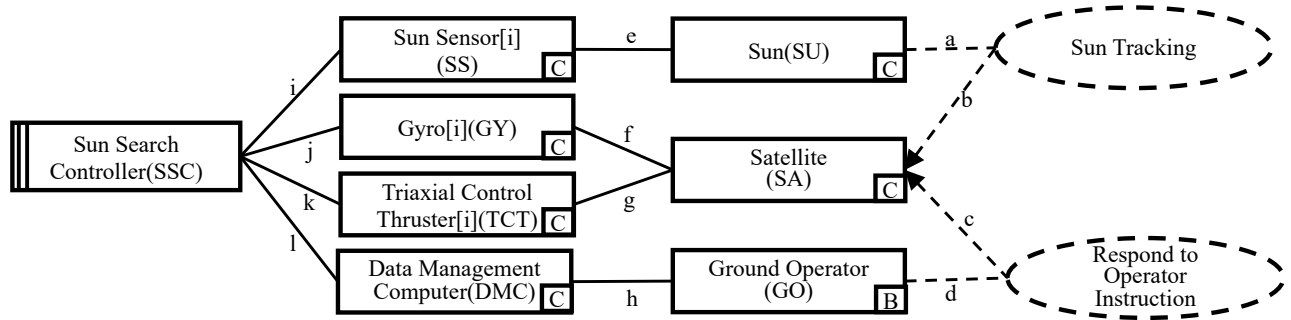 Sun Sensor[i]
(SS)
C
e
Sun(SU)
C
a
Sun Tracking
i
b
Sun Search
Controller(SSC)
j
Gyro[i](GY)
C
f
Satellite
(SA)
C
k
Triaxial Control
Thruster[i](TCT)
C
g
c
l
Data Management
Computer(DMC)
C
h
Ground Operator
(GO)
B
d
Respond to
Operator
Instruction